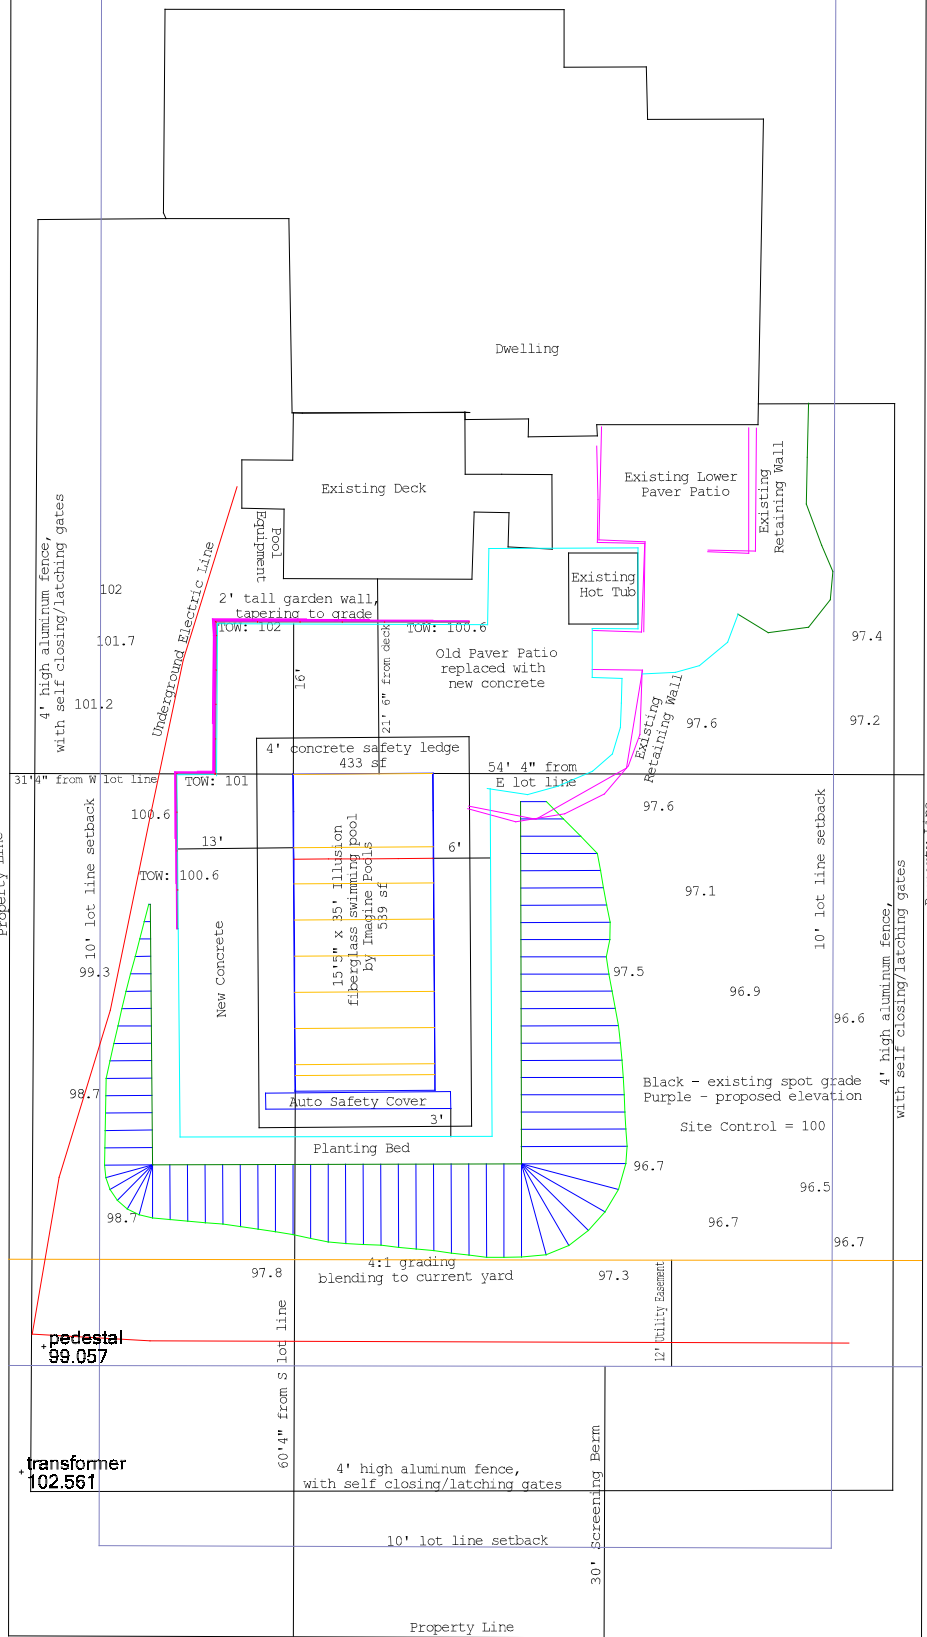 Dwelling
Existing Deck
Existing Lower
Paver Patio
Existing
Retaining Wall
Pool
Equipment
4' high aluminum fence,
with self closing/latching gates
Underground Electric Line
102
2' tall garden wall,
tapering to grade
Existing
Hot Tub
TOW: 102
TOW: 100.6
101.7
97.4
Old Paver Patio
replaced with
new concrete
16'
21' 6" from deck
101.2
Existing
Retaining Wall
97.6
97.2
4' concrete safety ledge
433 sf
31'4" from W lot line
TOW: 101
54' 4" from
E lot line
97.6
100.6
10' lot line setback
10' lot line setback
13'
6'
TOW: 100.6
97.1
Property Line
15'5" x 35' Illusion
fiberglass swimming pool
by Imagine Pools
539 sf
New Concrete
99.3
97.5
96.9
96.6
4' high aluminum fence,
with self closing/latching gates
98.7
Black - existing spot grade
Purple - proposed elevation
Site Control = 100
Auto Safety Cover
3'
Planting Bed
96.7
96.5
98.7
96.7
96.7
4:1 grading
blending to current yard
97.8
97.3
12' Utility Easement
pedestal
99.057
60'4" from S lot line
transformer
102.561
4' high aluminum fence,
with self closing/latching gates
30' Screening Berm
10' lot line setback
Property Line